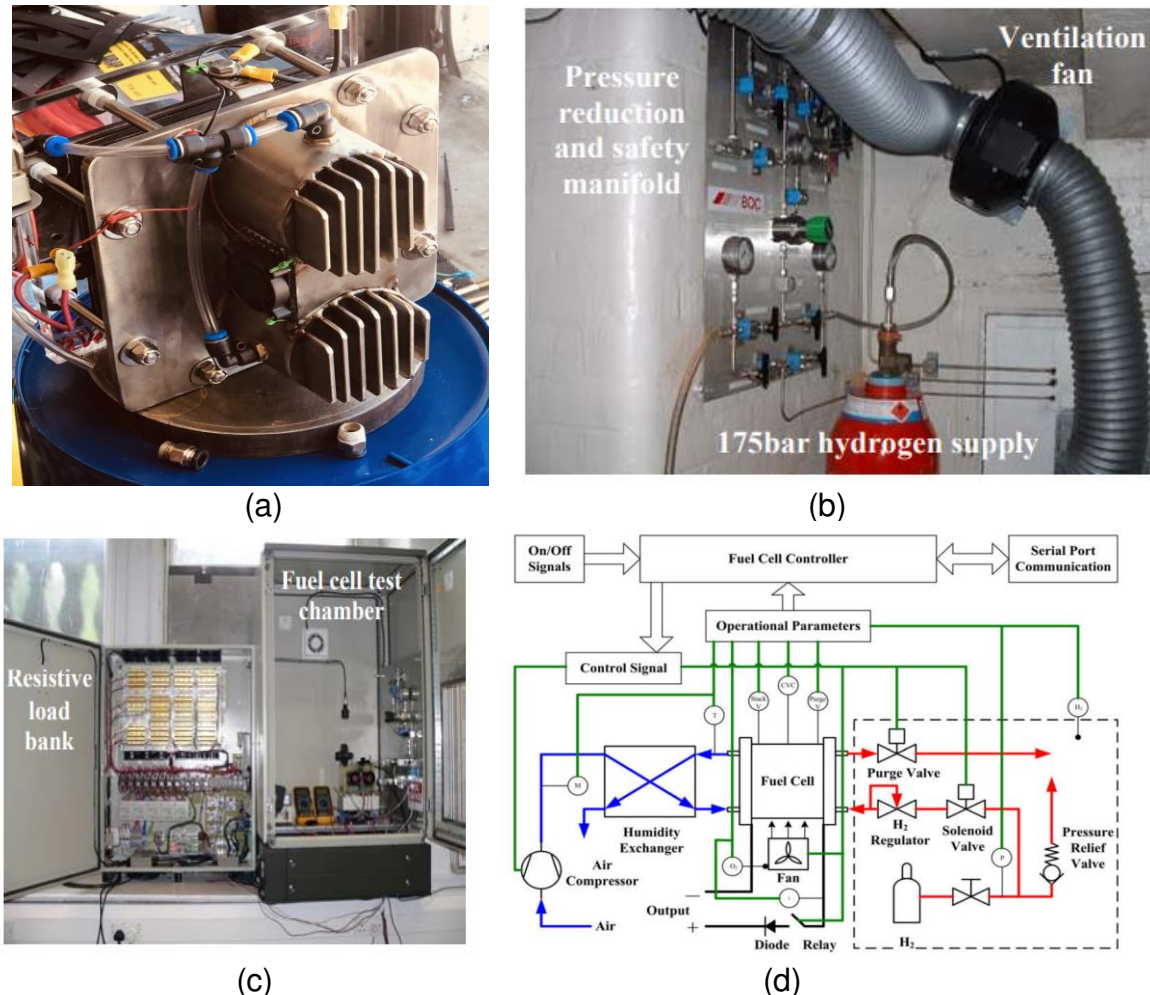 (a)
Pressure
reduction
and safety
manifold
Ventilation
fan
BOC
175bar hydrogen supply
(b)
Resistive
load
bank
Fuel cell test
chamber
(c)
On/Off
Signals
Fuel Cell Controller
Serial Port
Communication
Operational Parameters
Control Signal
T
Stack
V
CVC
Purge
V
H₂
M
Humidity
Exchanger
Fuel Cell
Purge Valve
H₂
Regulator
Solenoid
Valve
Pressure
Relief
Valve
P
Air
Compressor
O₂
Fan
I
Air
Output
−
+
Diode
Relay
H₂
(d)